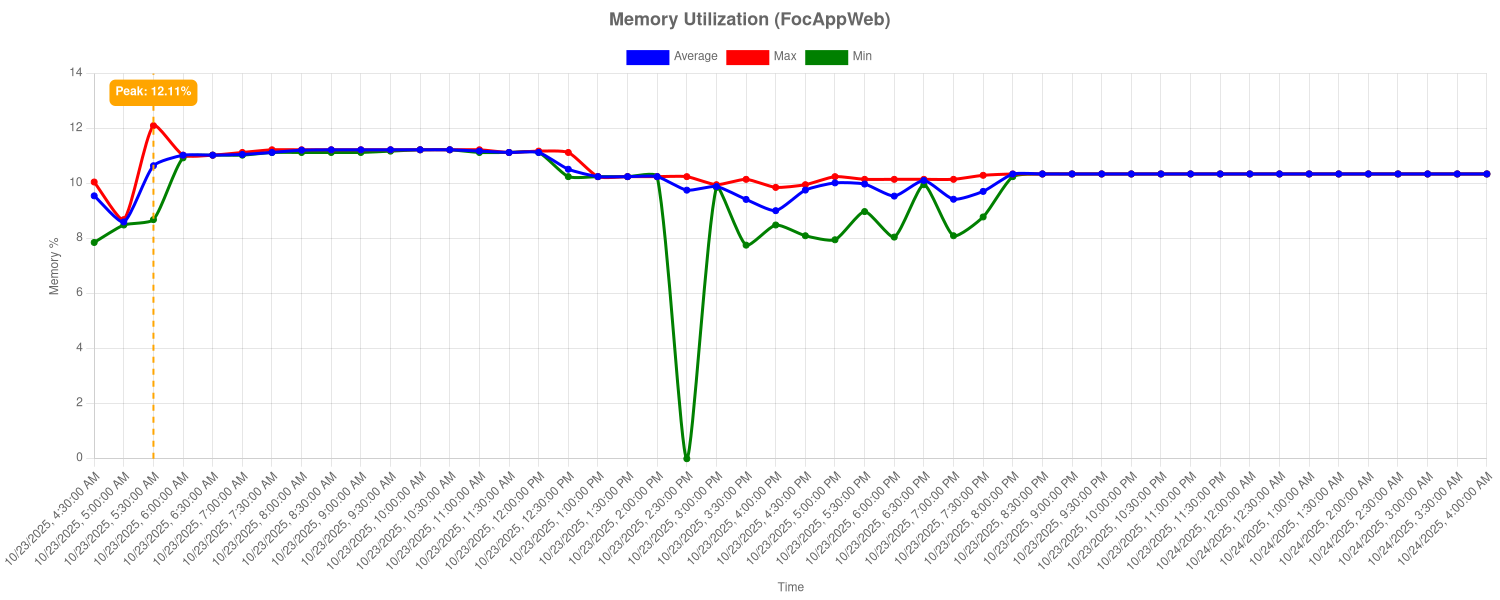 Memory Utilization (FocAppWeb)
Average Max Min
Peak: 12.11%
14
12
10
8
6
4
2
0
Memory %
10/23/2025, 4:30:00 AM
10/23/2025, 5:00:00 AM
10/23/2025, 5:30:00 AM
10/23/2025, 6:00:00 AM
10/23/2025, 6:30:00 AM
10/23/2025, 7:00:00 AM
10/23/2025, 7:30:00 AM
10/23/2025, 8:00:00 AM
10/23/2025, 8:30:00 AM
10/23/2025, 9:00:00 AM
10/23/2025, 9:30:00 AM
10/23/2025, 10:00:00 AM
10/23/2025, 10:30:00 AM
10/23/2025, 11:00:00 AM
10/23/2025, 11:30:00 AM
10/23/2025, 12:00:00 PM
10/23/2025, 12:30:00 PM
10/23/2025, 1:00:00 PM
10/23/2025, 1:30:00 PM
10/23/2025, 2:00:00 PM
10/23/2025, 2:30:00 PM
10/23/2025, 3:00:00 PM
10/23/2025, 3:30:00 PM
10/23/2025, 4:00:00 PM
10/23/2025, 4:30:00 PM
10/23/2025, 5:00:00 PM
10/23/2025, 5:30:00 PM
10/23/2025, 6:00:00 PM
10/23/2025, 6:30:00 PM
10/23/2025, 7:00:00 PM
10/23/2025, 7:30:00 PM
10/23/2025, 8:00:00 PM
10/23/2025, 8:30:00 PM
10/23/2025, 9:00:00 PM
10/23/2025, 9:30:00 PM
10/23/2025, 10:00:00 PM
10/23/2025, 10:30:00 PM
10/23/2025, 11:00:00 PM
10/23/2025, 11:30:00 PM
10/24/2025, 12:00:00 AM
10/24/2025, 12:30:00 AM
10/24/2025, 1:00:00 AM
10/24/2025, 1:30:00 AM
10/24/2025, 2:00:00 AM
10/24/2025, 2:30:00 AM
10/24/2025, 3:00:00 AM
10/24/2025, 3:30:00 AM
10/24/2025, 4:00:00 AM
Time